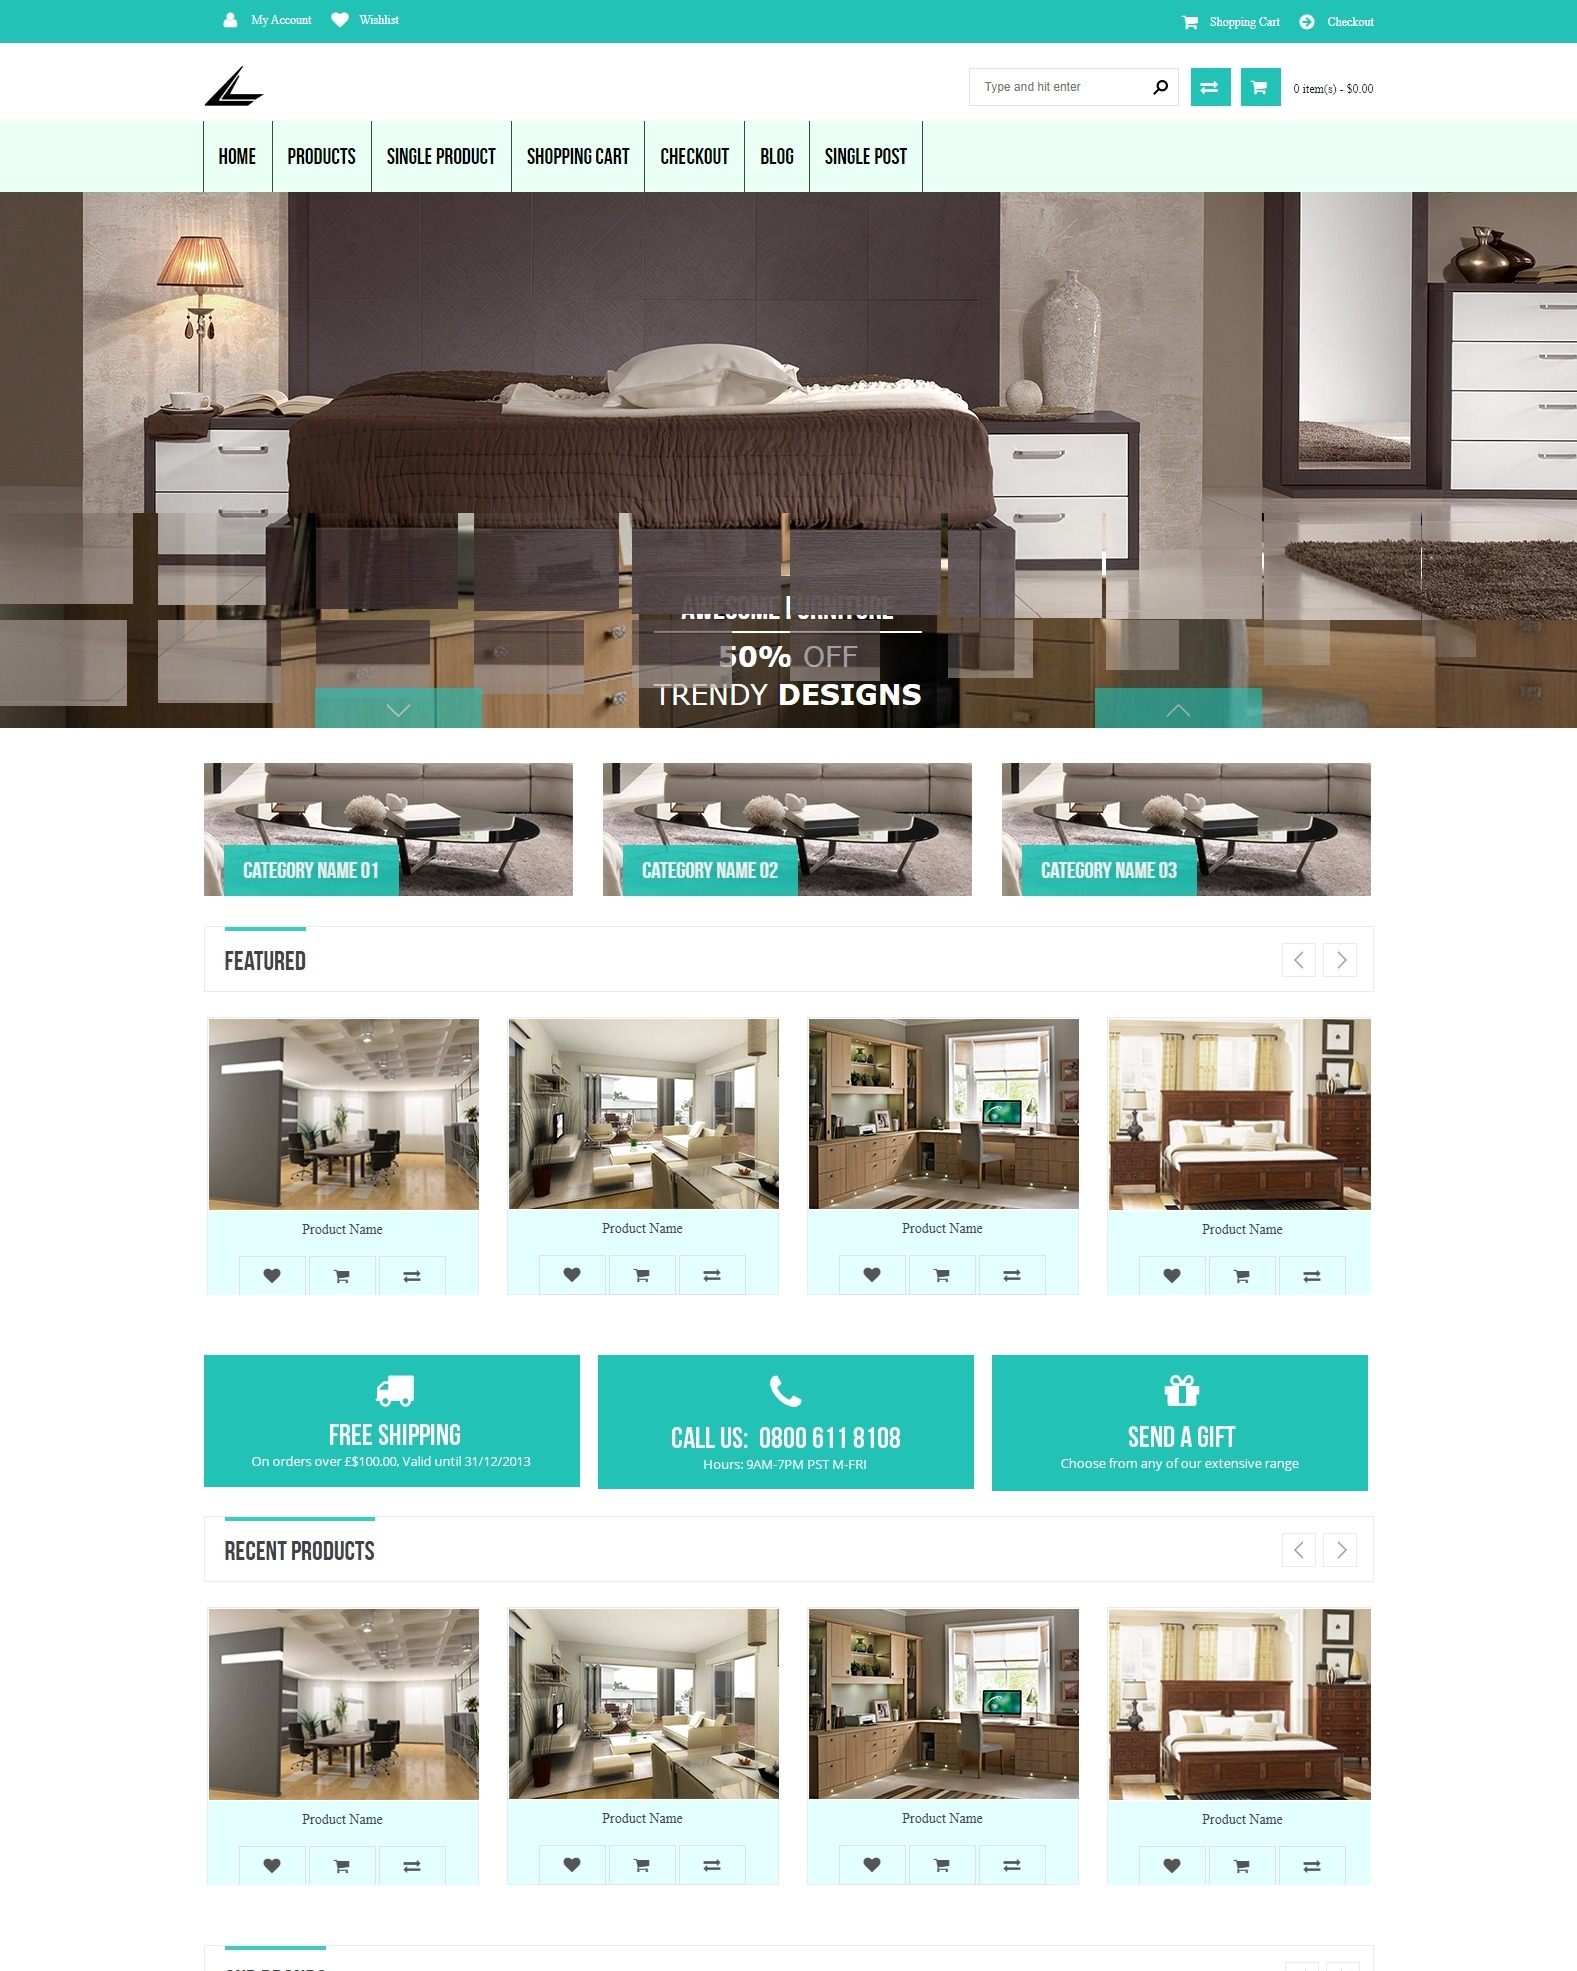 My Account Wishlist Shopping Cart Checkout
Type and hit enter 0 item(s) - $0.00
HOME PRODUCTS SINGLE PRODUCT SHOPPING CART CHECKOUT BLOG SINGLE POST
AWESOME FURNITURE
50% OFF
TRENDY DESIGNS
CATEGORY NAME 01 CATEGORY NAME 02 CATEGORY NAME 03
FEATURED
Product Name Product Name Product Name Product Name
FREE SHIPPING
On orders over £$100.00, Valid until 31/12/2013
CALL US: 0800 611 8108
Hours: 9AM-7PM PST M-FRI
SEND A GIFT
Choose from any of our extensive range
RECENT PRODUCTS
Product Name Product Name Product Name Product Name